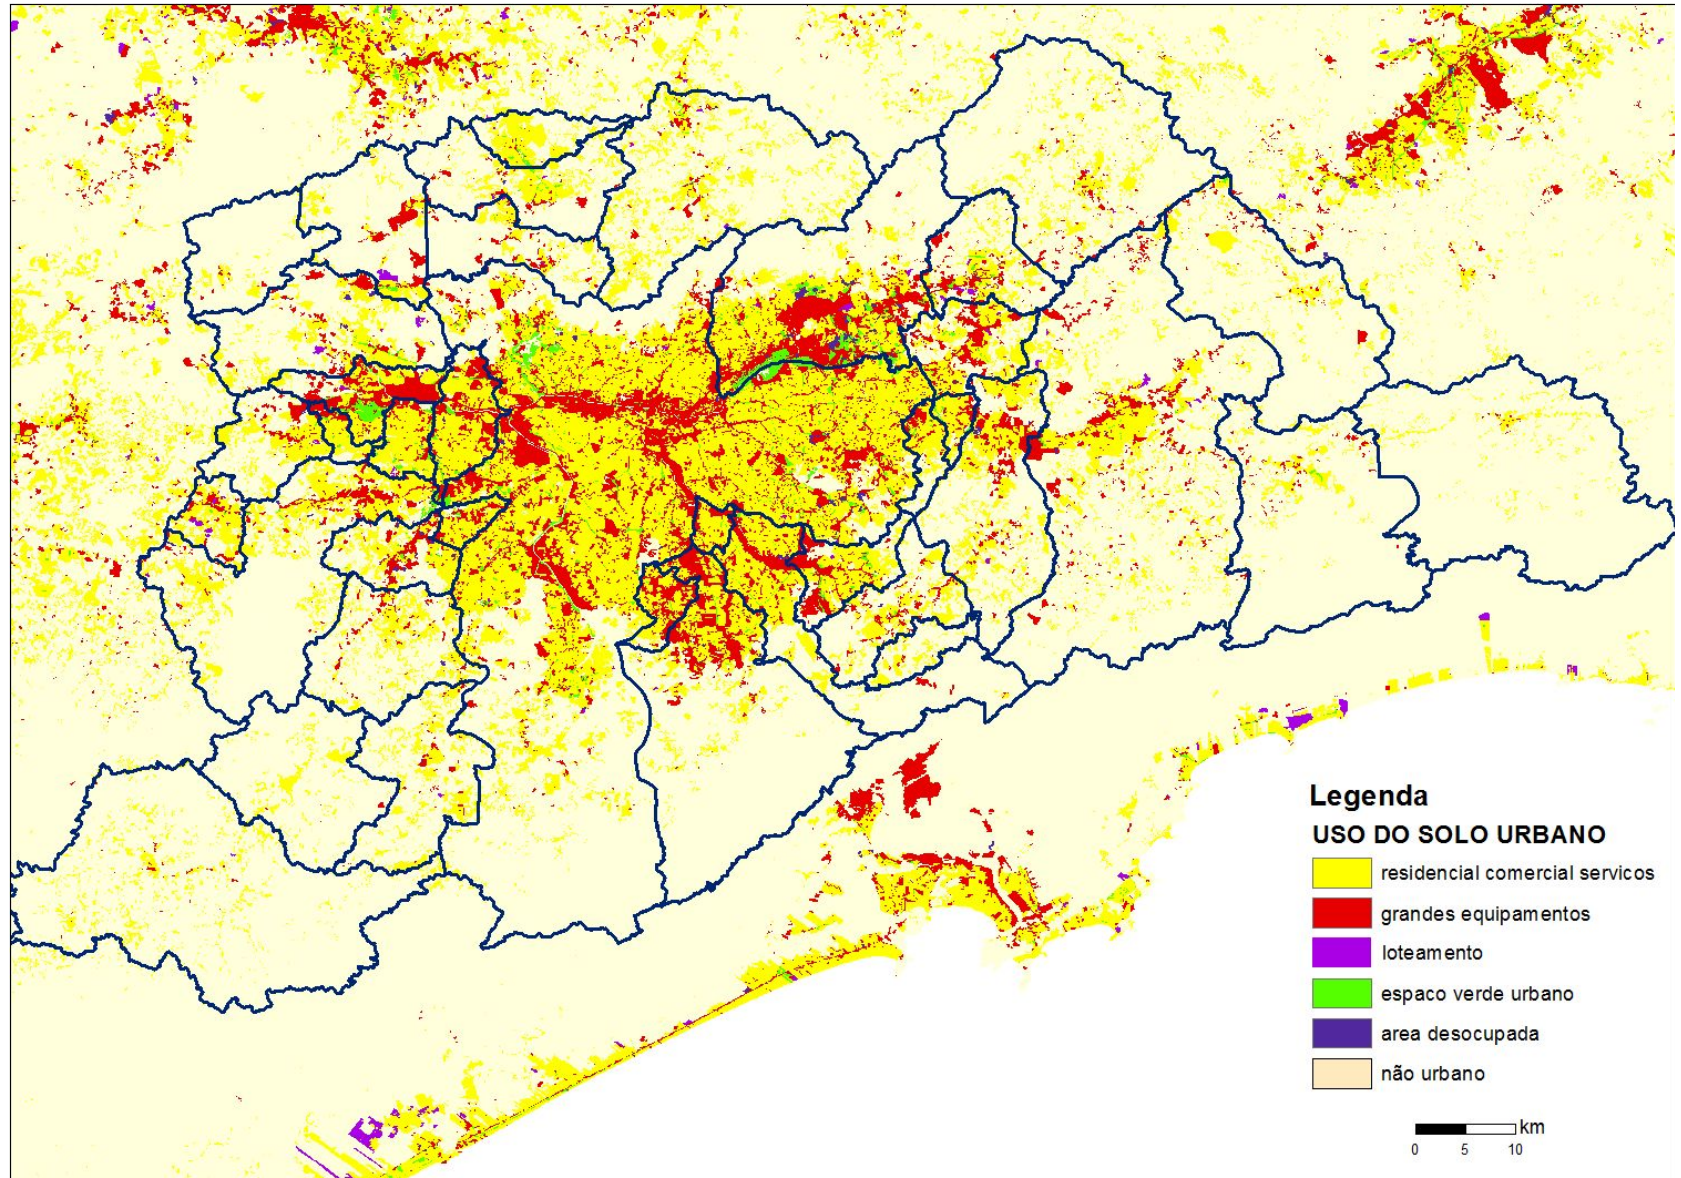 Legenda
USO DO SOLO URBANO
residencial comercial servicos
grandes equipamentos
loteamento
espaco verde urbano
area desocupada
não urbano
km
0 5 10